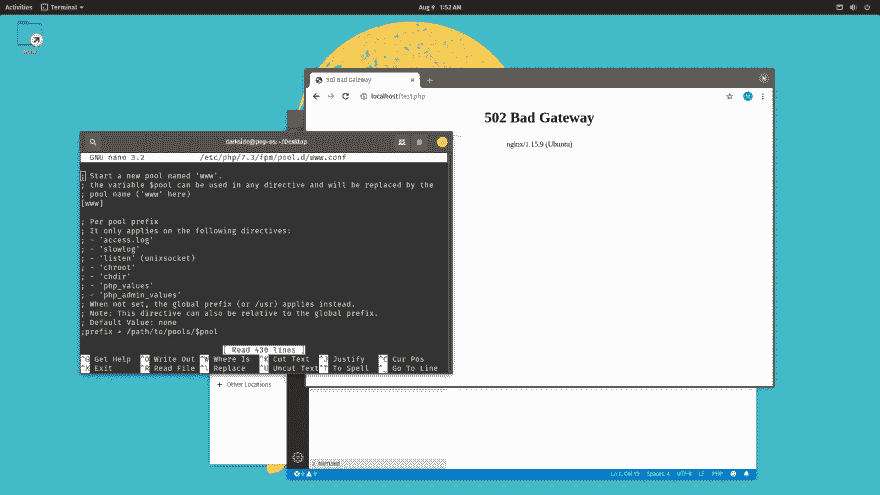 Activities Terminal Aug 9 1:52 AM
www
502 Bad Gateway
localhost/test.php
502 Bad Gateway
nginx/1.15.9 (Ubuntu)
darkside@pop-os: ~/Desktop
GNU nano 3.2 /etc/php/7.3/fpm/pool.d/www.conf
; Start a new pool named 'www'.
; the variable $pool can be used in any directive and will be replaced by the
; pool name ('www' here)
[www]
; Per pool prefix
; It only applies on the following directives:
; - 'access.log'
; - 'slowlog'
; - 'listen' (unixsocket)
; - 'chroot'
; - 'chdir'
; - 'php_values'
; - 'php_admin_values'
; When not set, the global prefix (or /usr) applies instead.
; Note: This directive can also be relative to the global prefix.
; Default Value: none
;prefix = /path/to/pools/$pool
[ Read 430 lines ]
^G Get Help ^O Write Out ^W Where Is ^K Cut Text ^J Justify ^C Cur Pos
^X Exit ^R Read File ^\ Replace ^U Uncut Text ^T To Spell ^_ Go To Line
+ Other Locations
Spaces: 4 UTF-8 LF PHP